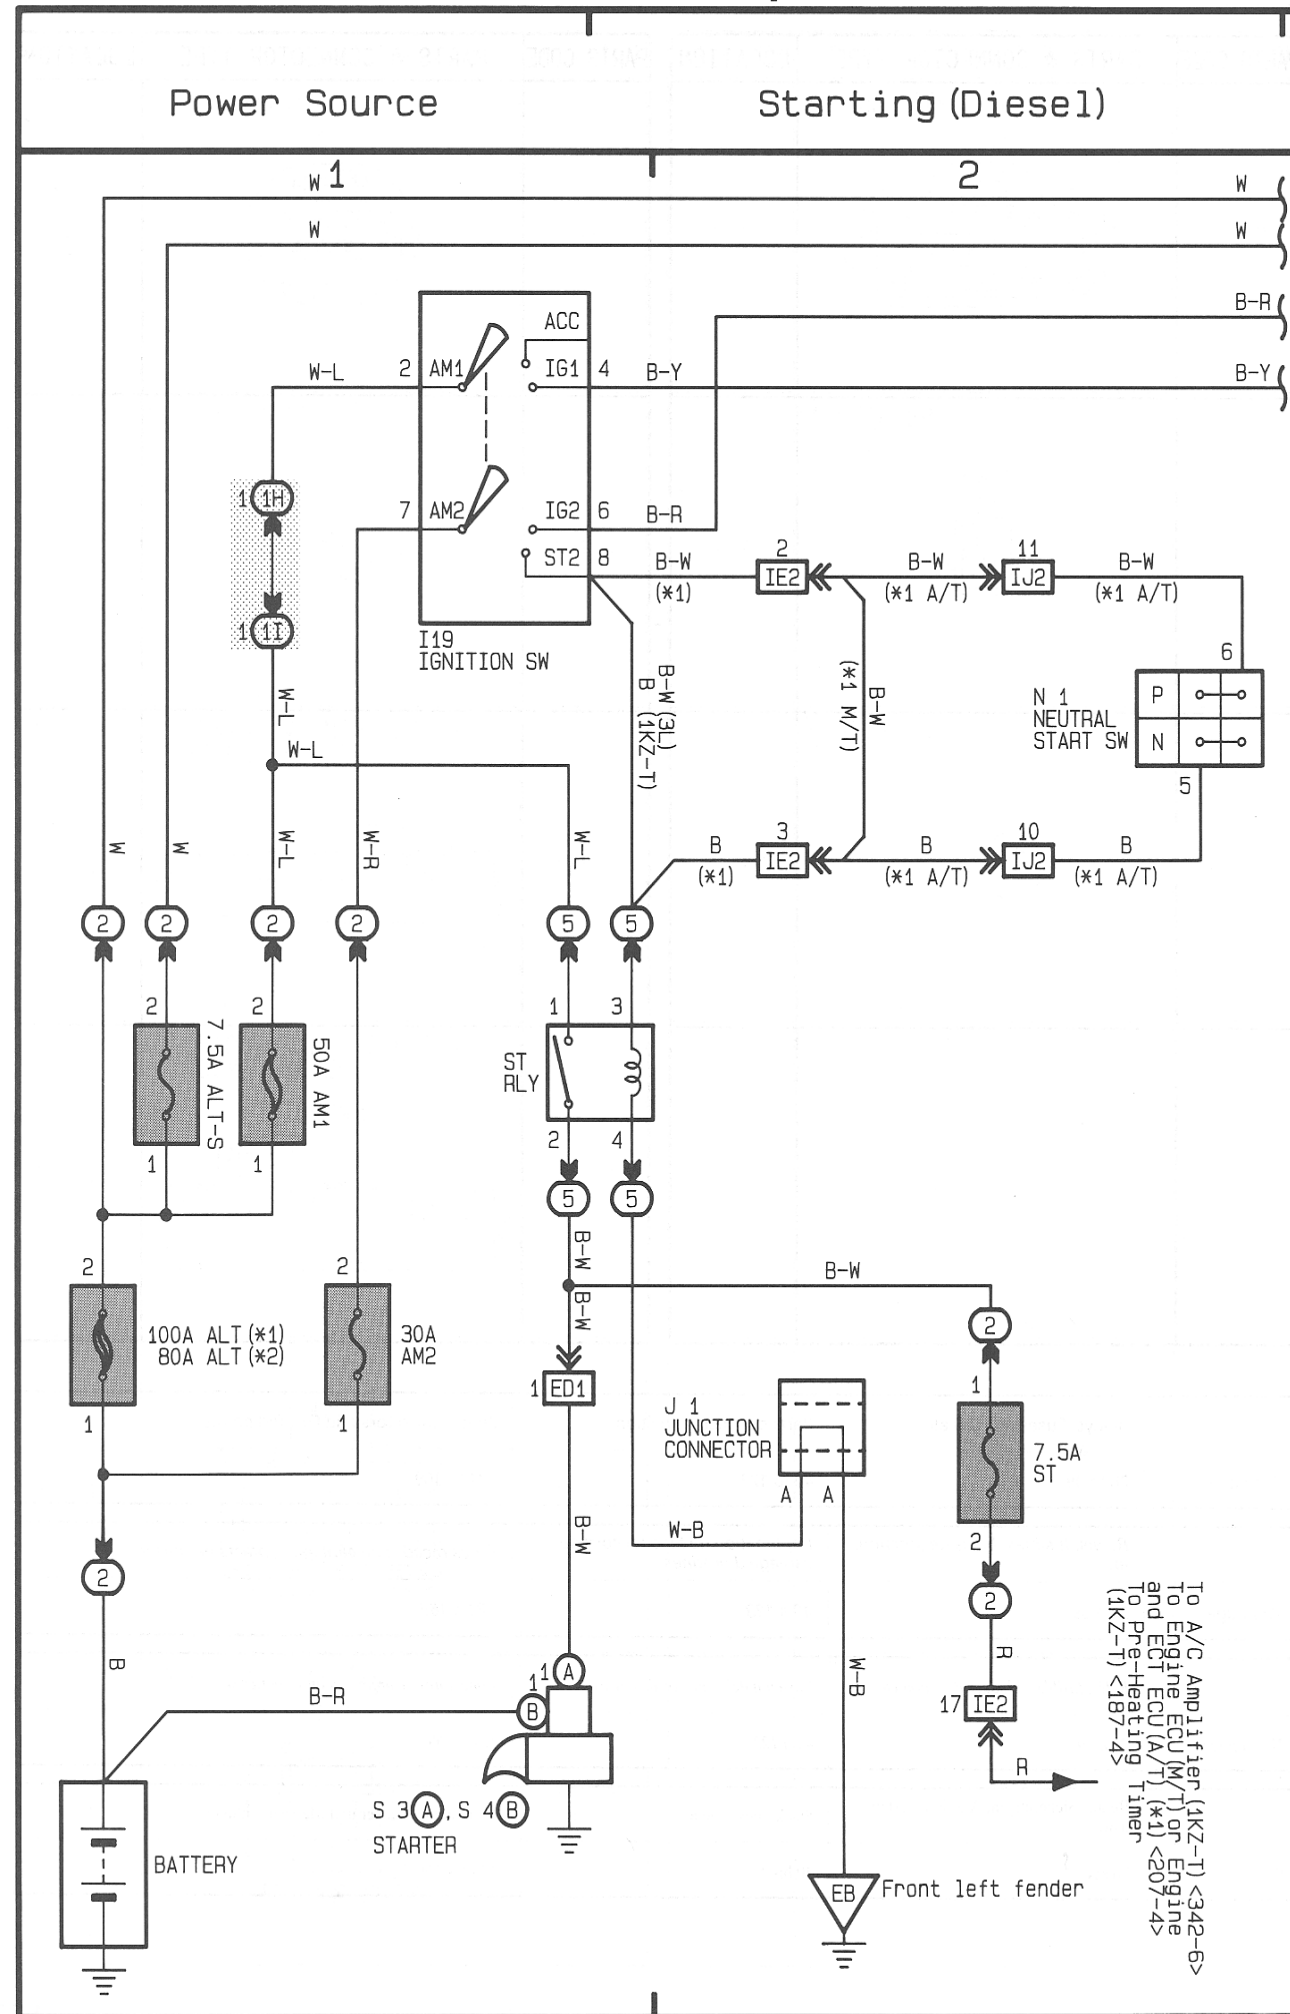 Power Source
Starting (Diesel)
1
2
W
W
W
W
B-R
ACC
W-L
2
AM1
IG1
4
B-Y
B-Y
1
1H
7
AM2
IG2
6
B-R
ST2
8
B-W
(*1)
2
IE2
B-W
(*1 A/T)
11
IJ2
B-W
(*1 A/T)
1
1I
I19
IGNITION SW
W-L
W-L
B-W (3L)
B (1KZ-T)
B-W
(*1 M/T)
6
N 1
NEUTRAL
START SW
P
N
5
W
W
W-L
W-R
W-L
B
(*1)
3
IE2
B
(*1 A/T)
10
IJ2
B
(*1 A/T)
2
2
2
2
5
5
2
2
1
3
7.5A ALT-S
50A AM1
ST
RLY
1
1
2
4
5
5
B-W
2
2
B-W
B-W
2
100A ALT (*1)
80A ALT (*2)
30A
AM2
1
ED1
1
1
1
J 1
JUNCTION
CONNECTOR
7.5A
ST
A
A
B-W
W-B
2
2
2
B
R
To A/C Amplifier (1KZ-T) <342-6>
To Engine ECU (M/T) or Engine
and ECT ECU (A/T) (*1) <207-4>
To Pre-Heating Timer
(1KZ-T) <187-4>
1
A
1
B
B-R
W-B
17
IE2
R
S 3 A, S 4 B
STARTER
BATTERY
EB
Front left fender